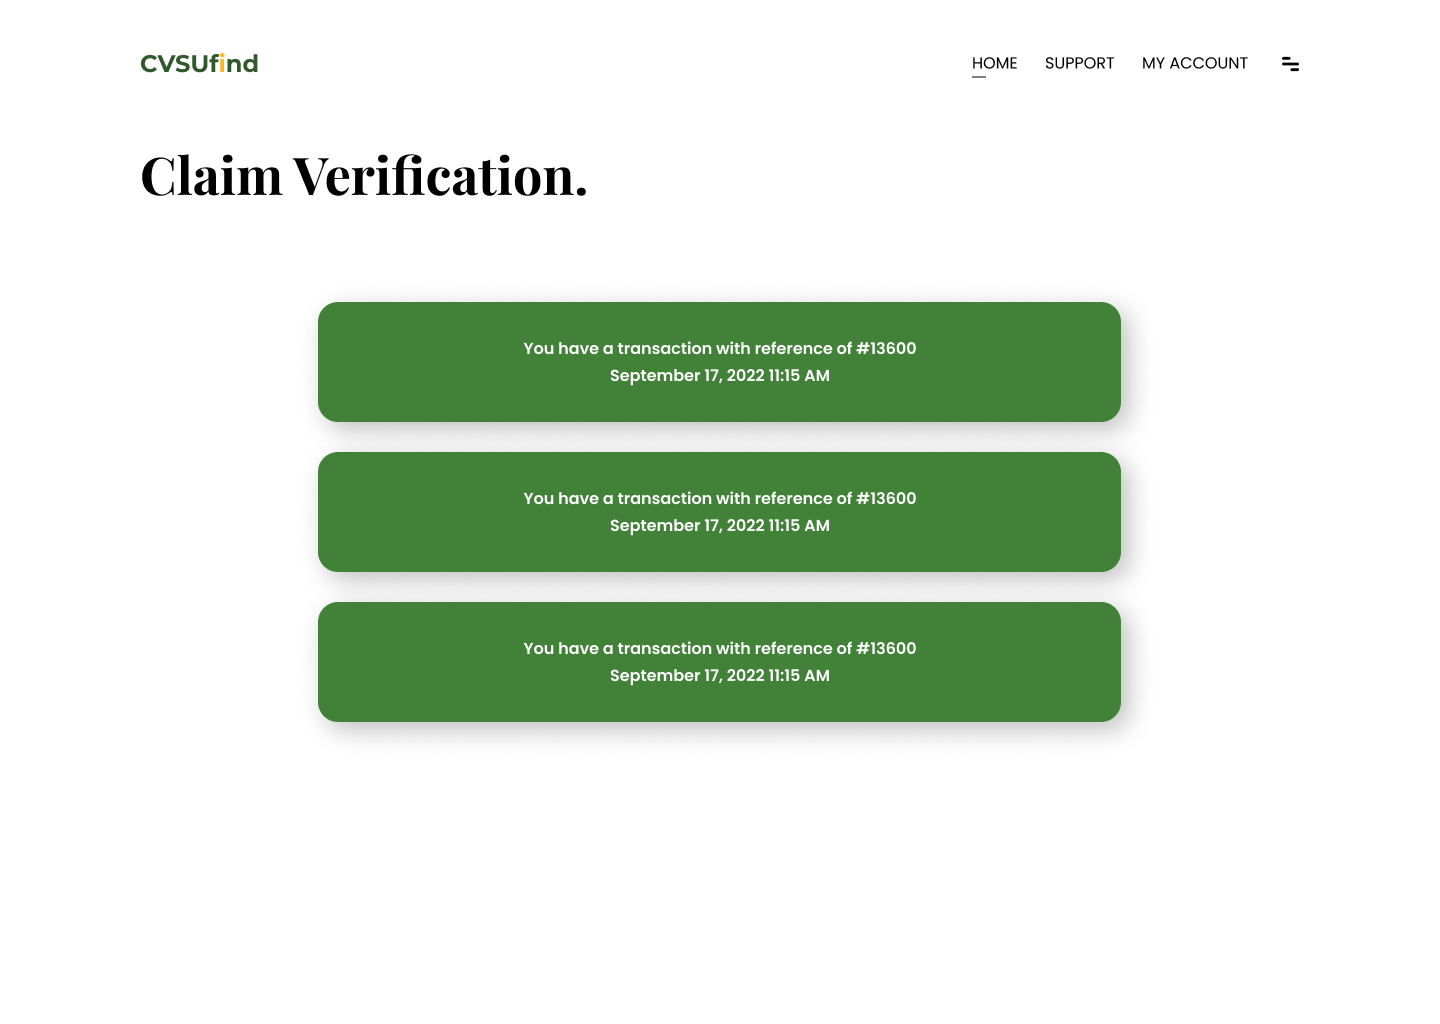 CVSUfind
HOME SUPPORT MY ACCOUNT
Claim Verification.
You have a transaction with reference of #13600
September 17, 2022 11:15 AM
You have a transaction with reference of #13600
September 17, 2022 11:15 AM
You have a transaction with reference of #13600
September 17, 2022 11:15 AM